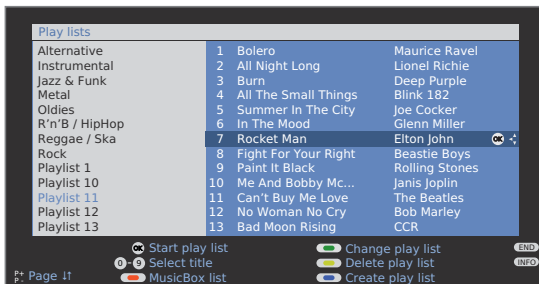 Play lists
Alternative 1 Bolero Maurice Ravel
Instrumental 2 All Night Long Lionel Richie
Jazz & Funk 3 Burn Deep Purple
Metal 4 All The Small Things Blink 182
Oldies 5 Summer In The City Joe Cocker
R'n'B / HipHop 6 In The Mood Glenn Miller
Reggae / Ska 7 Rocket Man Elton John OK
Rock 8 Fight For Your Right Beastie Boys
Playlist 1 9 Paint It Black Rolling Stones
Playlist 10 10 Me And Bobby Mc... Janis Joplin
Playlist 11 11 Can't Buy Me Love The Beatles
Playlist 12 12 No Woman No Cry Bob Marley
Playlist 13 13 Bad Moon Rising CCR
OK Start play list Change play list END
0-9 Select title Delete play list INFO
P+ P- Page MusicBox list Create play list